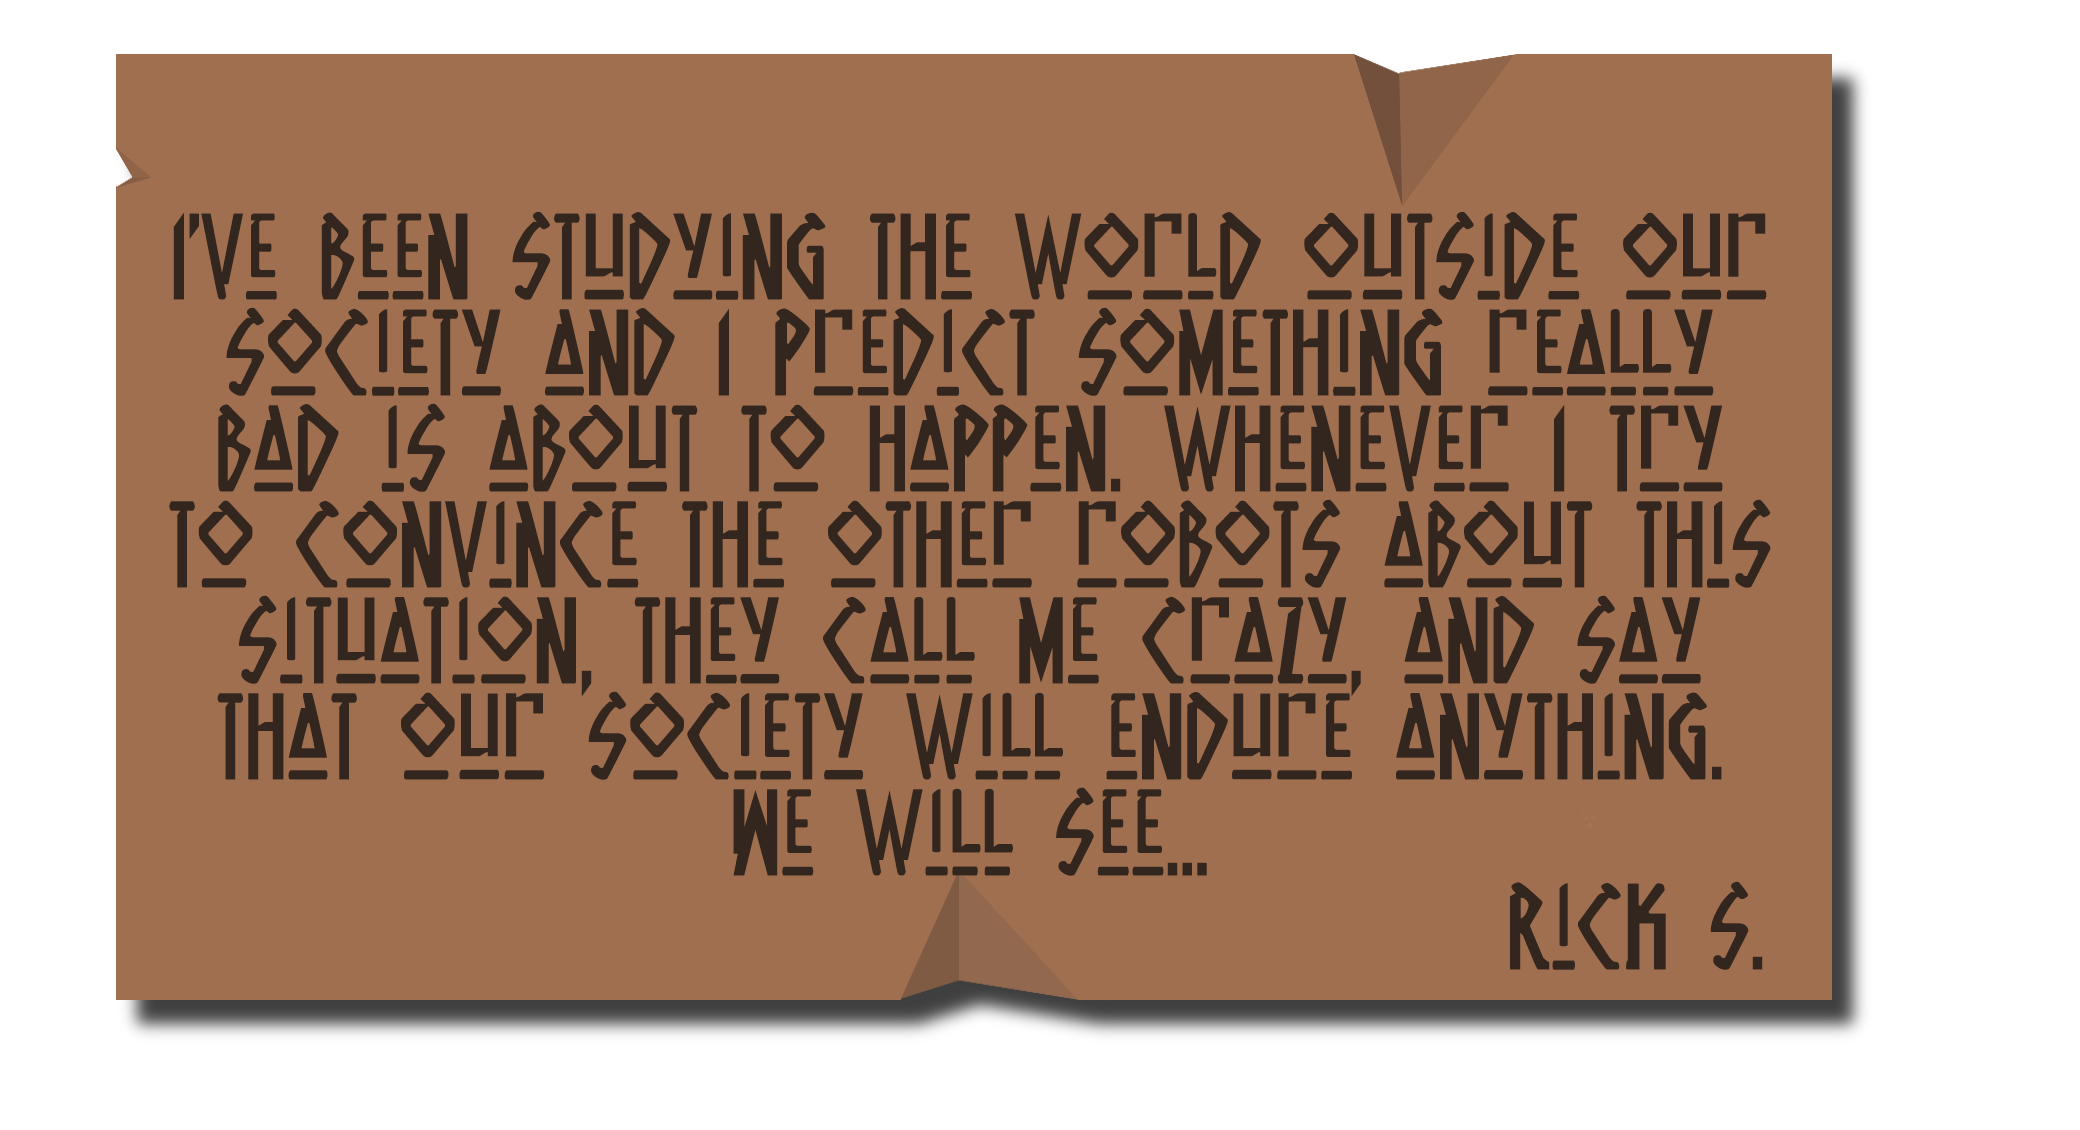 I'VE BEEN STUDYING THE WORLD OUTSIDE OUR
SOCIETY AND I PREDICT SOMETHING REALLY
BAD IS ABOUT TO HAPPEN. WHENEVER I TRY
TO CONVINCE THE OTHER ROBOTS ABOUT THIS
SITUATION, THEY CALL ME CRAZY, AND SAY
THAT OUR SOCIETY WILL ENDURE ANYTHING.
WE WILL SEE...
RICK S.